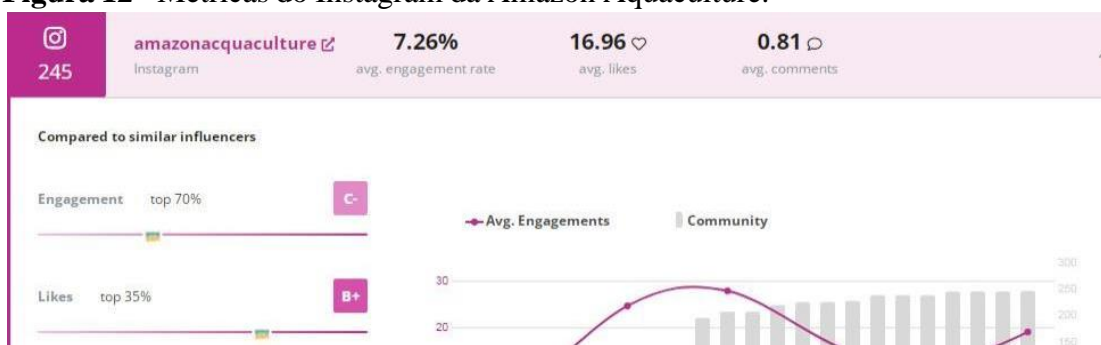 Figura 12 - Métricas do Instagram da Amazon Aquaculture.
245
amazonacquaculture
Instagram
7.26%
avg. engagement rate
16.96
avg. likes
0.81
avg. comments
Compared to similar influencers
Engagement top 70%
C-
Likes top 35%
B+
Avg. Engagements
Community
30
20
300
250
200
150